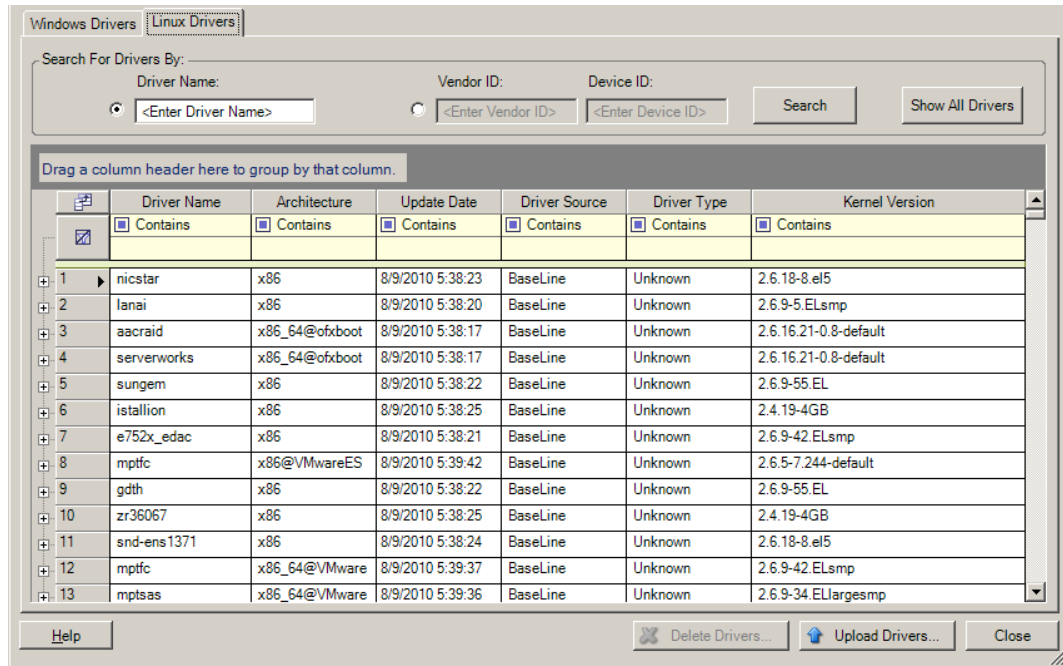 Windows Drivers Linux Drivers
Search For Drivers By:
Driver Name: Vendor ID: Device ID:
<Enter Driver Name> <Enter Vendor ID> <Enter Device ID> Search Show All Drivers
Drag a column header here to group by that column.
Driver Name Architecture Update Date Driver Source Driver Type Kernel Version
Contains Contains Contains Contains Contains Contains
1 nicstar x86 8/9/2010 5:38:23 BaseLine Unknown 2.6.18-8.el5
2 lanai x86 8/9/2010 5:38:20 BaseLine Unknown 2.6.9-5.ELsmp
3 aacraid x86_64@ofxboot 8/9/2010 5:38:17 BaseLine Unknown 2.6.16.21-0.8-default
4 serverworks x86_64@ofxboot 8/9/2010 5:38:17 BaseLine Unknown 2.6.16.21-0.8-default
5 sungem x86 8/9/2010 5:38:22 BaseLine Unknown 2.6.9-55.EL
6 istallion x86 8/9/2010 5:38:25 BaseLine Unknown 2.4.19-4GB
7 e752x_edac x86 8/9/2010 5:38:21 BaseLine Unknown 2.6.9-42.ELsmp
8 mptfc x86@VMwareES 8/9/2010 5:39:42 BaseLine Unknown 2.6.5-7.244-default
9 gdth x86 8/9/2010 5:38:22 BaseLine Unknown 2.6.9-55.EL
10 zr36067 x86 8/9/2010 5:38:25 BaseLine Unknown 2.4.19-4GB
11 snd-ens1371 x86 8/9/2010 5:38:24 BaseLine Unknown 2.6.18-8.el5
12 mptfc x86_64@VMware 8/9/2010 5:39:37 BaseLine Unknown 2.6.9-42.ELsmp
13 mptsas x86_64@VMware 8/9/2010 5:39:36 BaseLine Unknown 2.6.9-34.ELlargesmp
Help Delete Drivers... Upload Drivers... Close